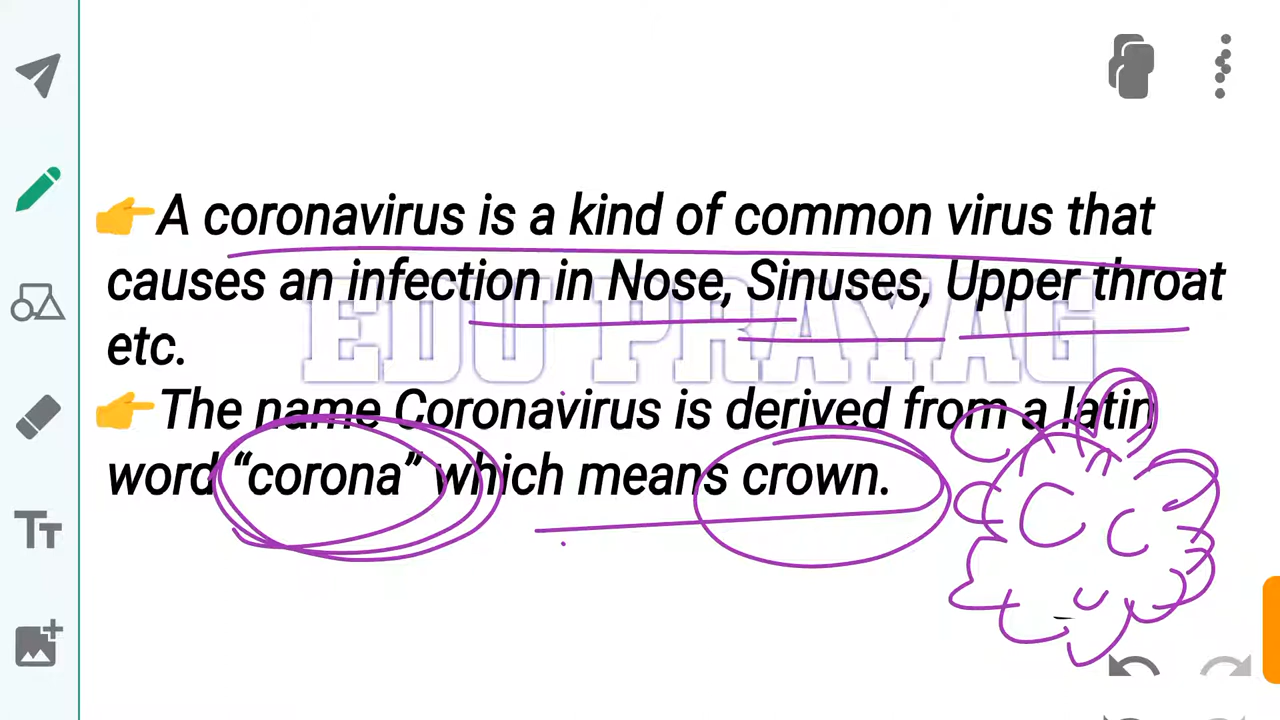 👉A coronavirus is a kind of common virus that
causes an infection in Nose, Sinuses, Upper throat
etc.
EDU PRAYAG
👉The name Coronavirus is derived from a latin
word “corona” which means crown.
TT